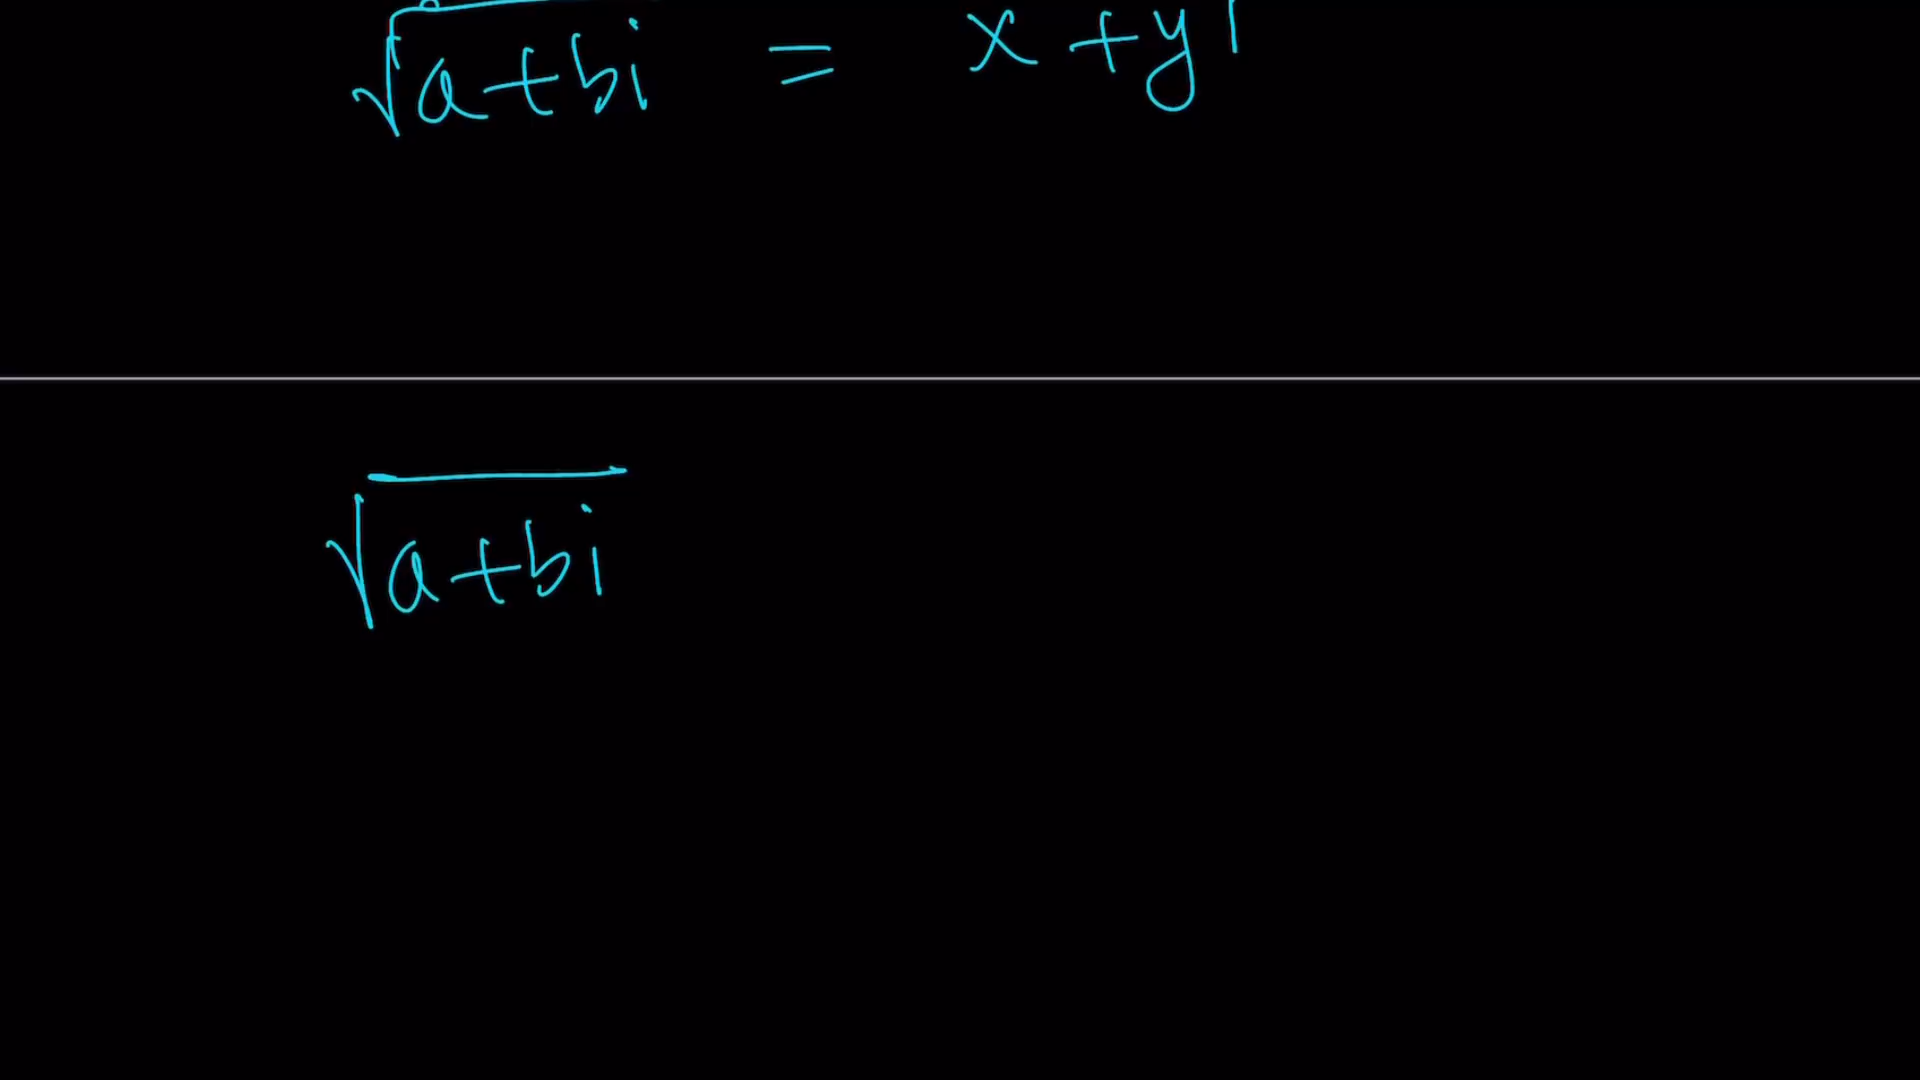 √a+bi = x+yi
√a+bi